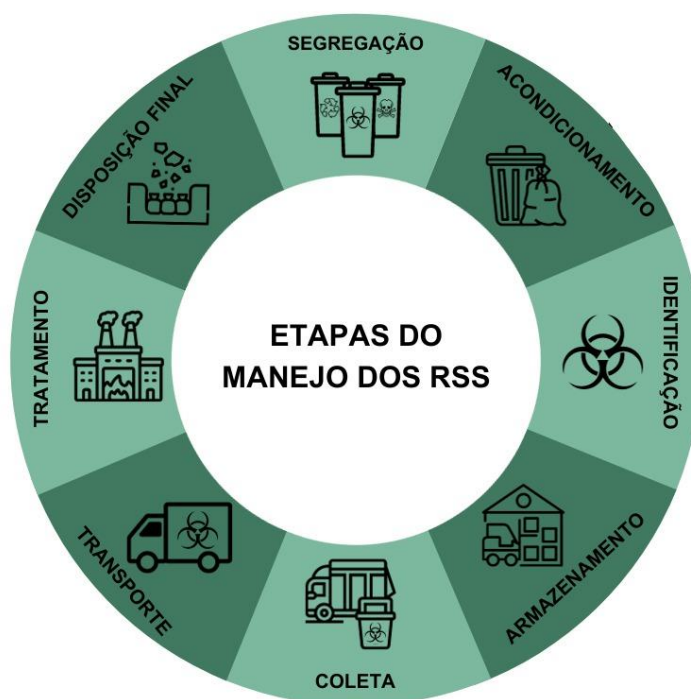 SEGREGAÇÃO
ACONDICIONAMENTO
IDENTIFICAÇÃO
ARMAZENAMENTO
COLETA
TRANSPORTE
TRATAMENTO
DISPOSIÇÃO FINAL
ETAPAS DO
MANEJO DOS RSS